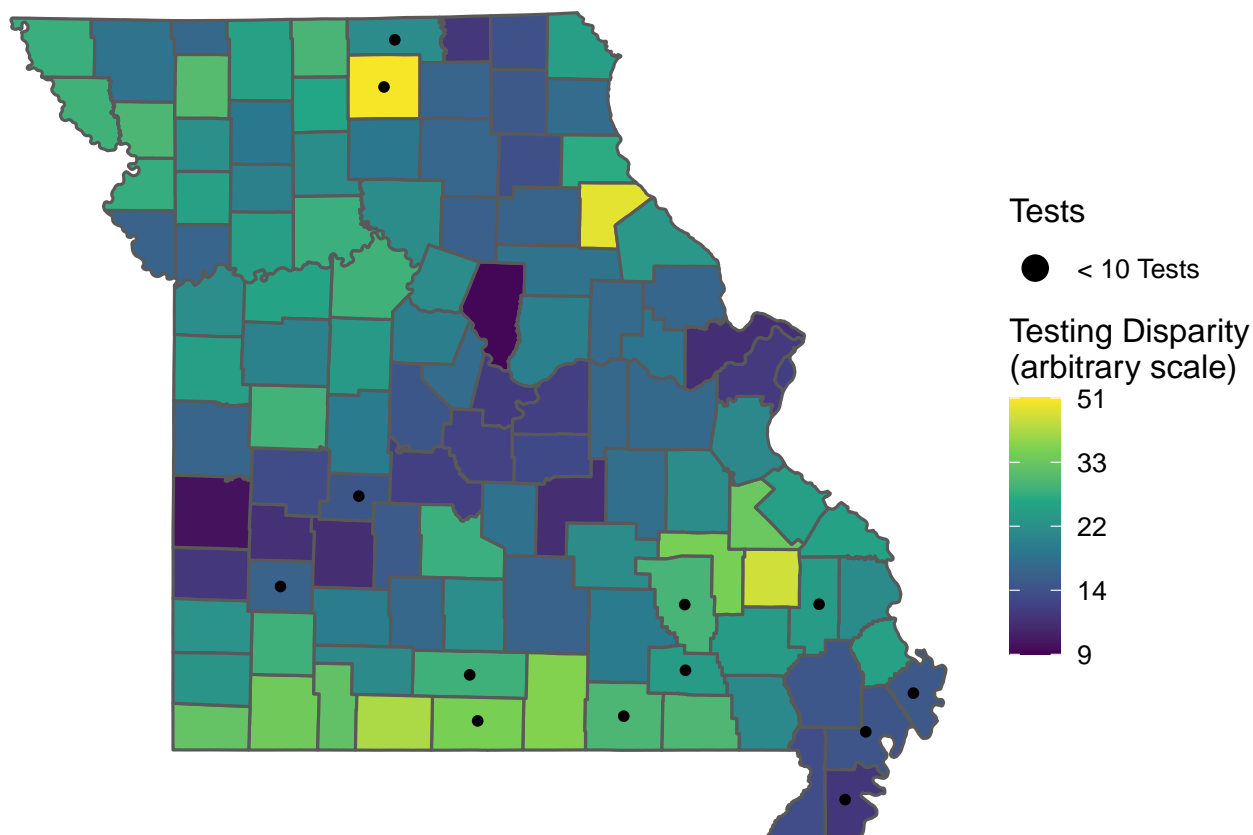 Tests
< 10 Tests
Testing Disparity
(arbitrary scale)
51
33
22
14
9